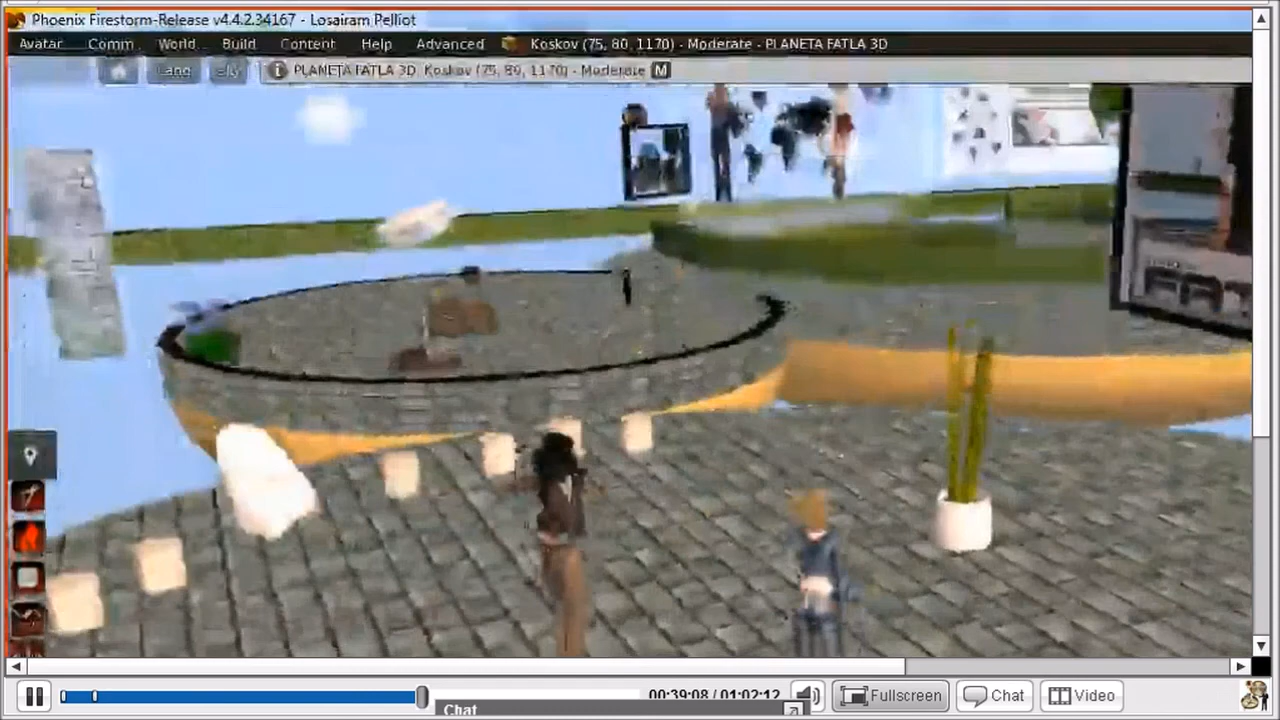 Phoenix Firestorm-Release v4.4.2.34167 - Losairam Pelliot
Avatar Comm World Build Content Help Advanced Koskov (75, 80, 1170) - Moderate - PLANETA FATLA 3D
PLANETA FATLA 3D, Koskov (75, 80, 1170) - Moderate M
00:39:08 / 01:02:12 Fullscreen Chat Video
Chat